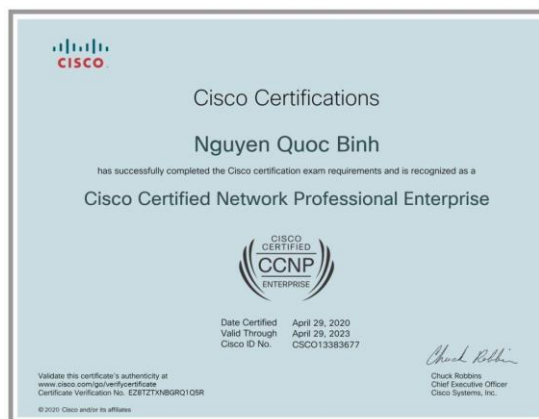 CISCO
Cisco Certifications
Nguyen Quoc Binh
has successfully completed the Cisco certification exam requirements and is recognized as a
Cisco Certified Network Professional Enterprise
CISCO
CERTIFIED
CCNP
ENTERPRISE
Date Certified April 29, 2020
Valid Through April 29, 2023
Cisco ID No. CSCO13383677
Validate this certificate's authenticity at
www.cisco.com/go/verifycertificate
Certificate Verification No. EZ8TZTXNBGRQ1Q5R
©2020 Cisco and/or its affiliates
Chuck Robbins
Chuck Robbins
Chief Executive Officer
Cisco Systems, Inc.